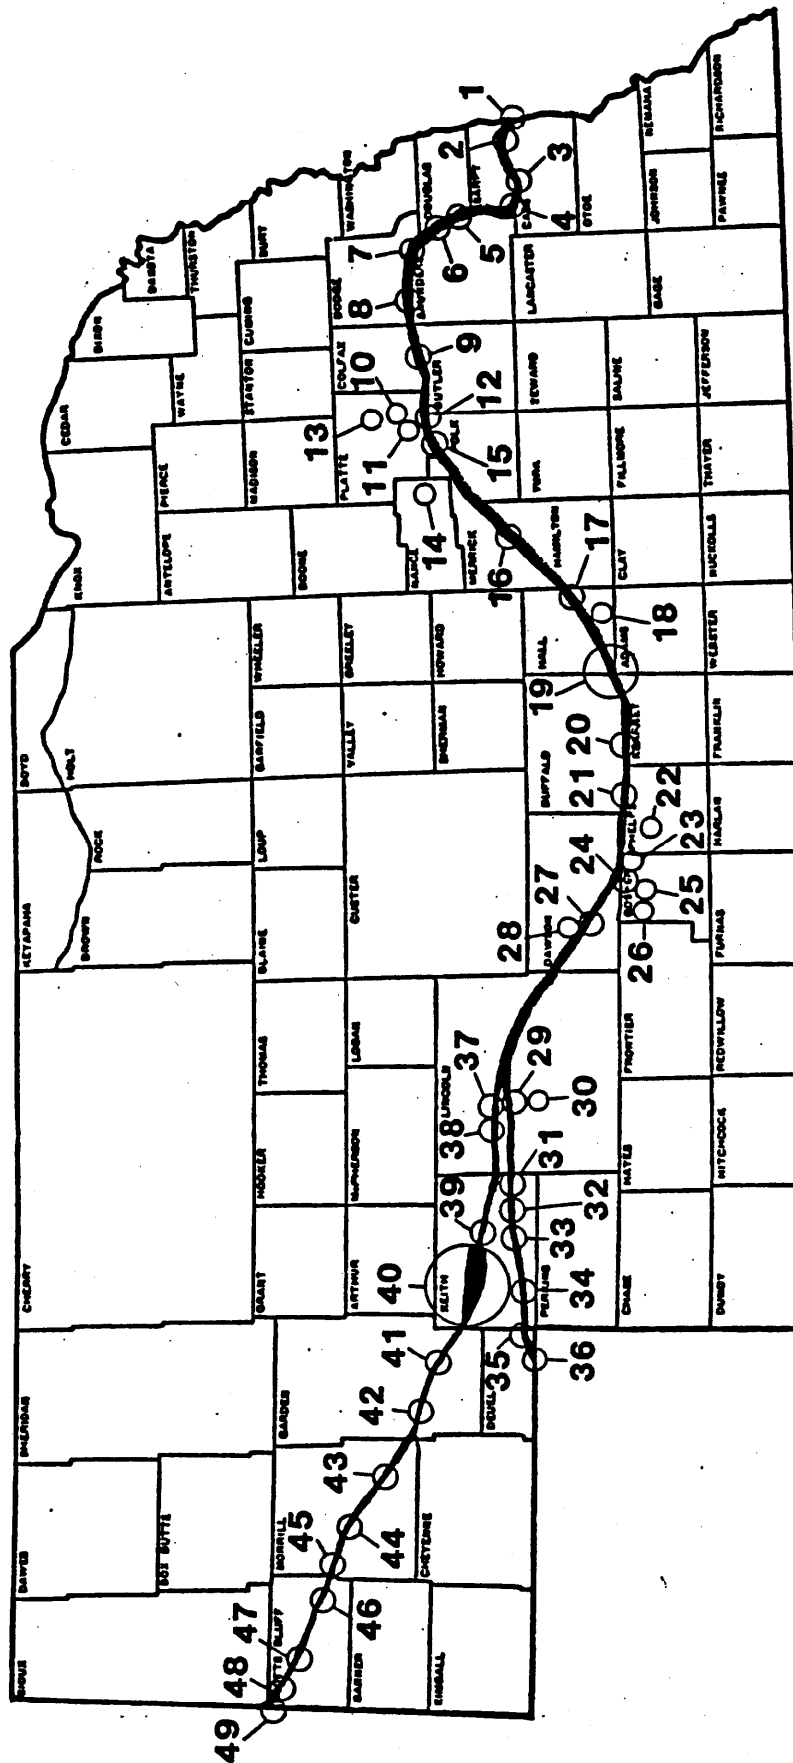 SIOUX
DAWES
BOX BUTTE
SHERIDAN
CHERRY
KEYAPAHA
BOYD
BROWN
ROCK
HOLT
KNOX
CEDAR
DIXON
DAKOTA
ANTELOPE
PIERCE
WAYNE
THURSTON
MADISON
STANTON
CUMING
BURT
49
48
47
SCOTTS BLUFF
46
45
MORRILL
44
43
BANNER
KIMBALL
CHEYENNE
GARDEN
42
41
DEUEL
GRANT
HOOKER
THOMAS
BLAINE
LOUP
GARFIELD
WHEELER
BOONE
ARTHUR
McPHERSON
LOGAN
CUSTER
VALLEY
GREELEY
PLATTE
COLFAX
DODGE
WASHINGTON
40
KEITH
39
38
LINCOLN
37
SHERMAN
HOWARD
NANCE
14
MERRICK
13
11
10
9
8
7
DOUGLAS
SAUNDERS
6
5
SARPY
2
1
35
36
34
33
32
31
30
29
PERKINS
28
DAWSON
27
BUFFALO
HALL
16
HAMILTON
15
POLK
12
BUTLER
YORK
SEWARD
LANCASTER
CASS
4
3
OTOE
CHASE
HAYES
FRONTIER
26
GOSPER
25
24
23
22
PHELPS
21
20
KEARNEY
19
ADAMS
18
17
CLAY
FILLMORE
SALINE
GAGE
JOHNSON
NEMAHA
DUNDY
HITCHCOCK
REDWILLOW
FURNAS
HARLAN
FRANKLIN
WEBSTER
NUCKOLLS
THAYER
JEFFERSON
PAWNEE
RICHARDSON